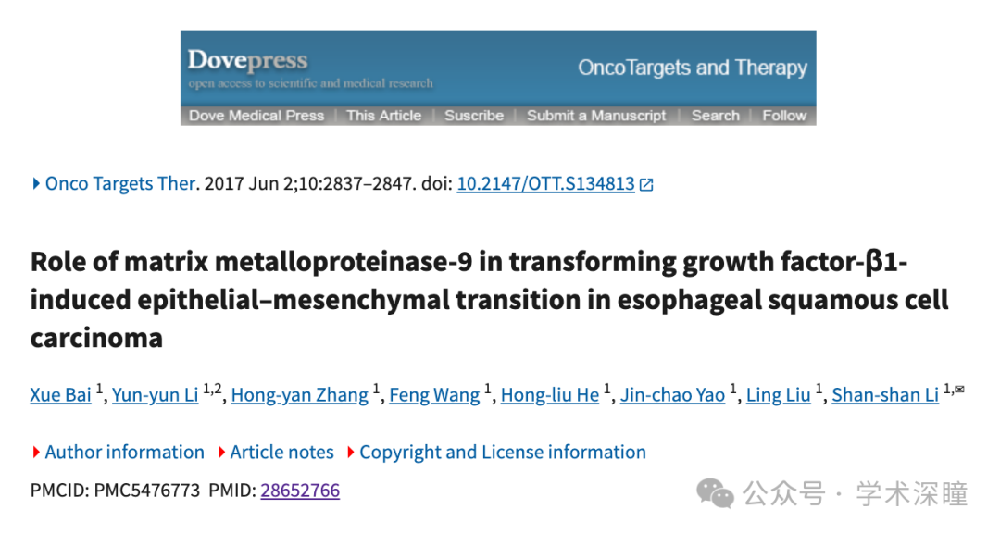 Dovepress
open access to scientific and medical research
OncoTargets and Therapy
Dove Medical Press | This Article | Suscribe | Submit a Manuscript | Search | Follow
Onco Targets Ther. 2017 Jun 2;10:2837–2847. doi: 10.2147/OTT.S134813
Role of matrix metalloproteinase-9 in transforming growth factor-β1-
induced epithelial–mesenchymal transition in esophageal squamous cell
carcinoma
Xue Bai 1, Yun-yun Li 1,2, Hong-yan Zhang 1, Feng Wang 1, Hong-liu He 1, Jin-chao Yao 1, Ling Liu 1, Shan-shan Li 1,✉
Author information Article notes Copyright and License information
PMCID: PMC5476773 PMID: 28652766
公众号 · 学术深瞳